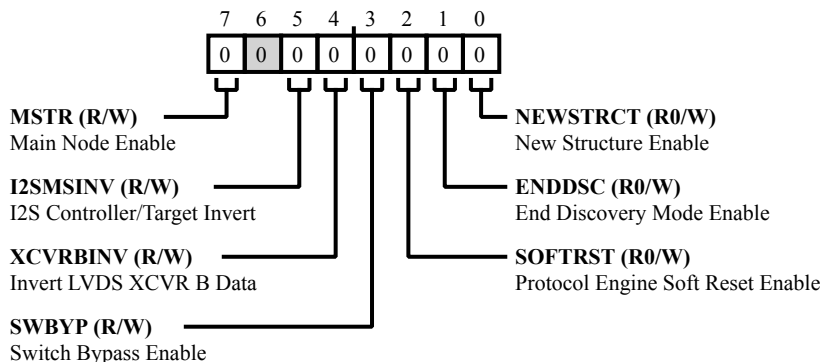 7 6 5 4 3 2 1 0
0 0 0 0 0 0 0 0
MSTR (R/W)
Main Node Enable
I2SMSINV (R/W)
I2S Controller/Target Invert
XCVRBINV (R/W)
Invert LVDS XCVR B Data
SWBYP (R/W)
Switch Bypass Enable
NEWSTRCT (R0/W)
New Structure Enable
ENDDSC (R0/W)
End Discovery Mode Enable
SOFTRST (R0/W)
Protocol Engine Soft Reset Enable